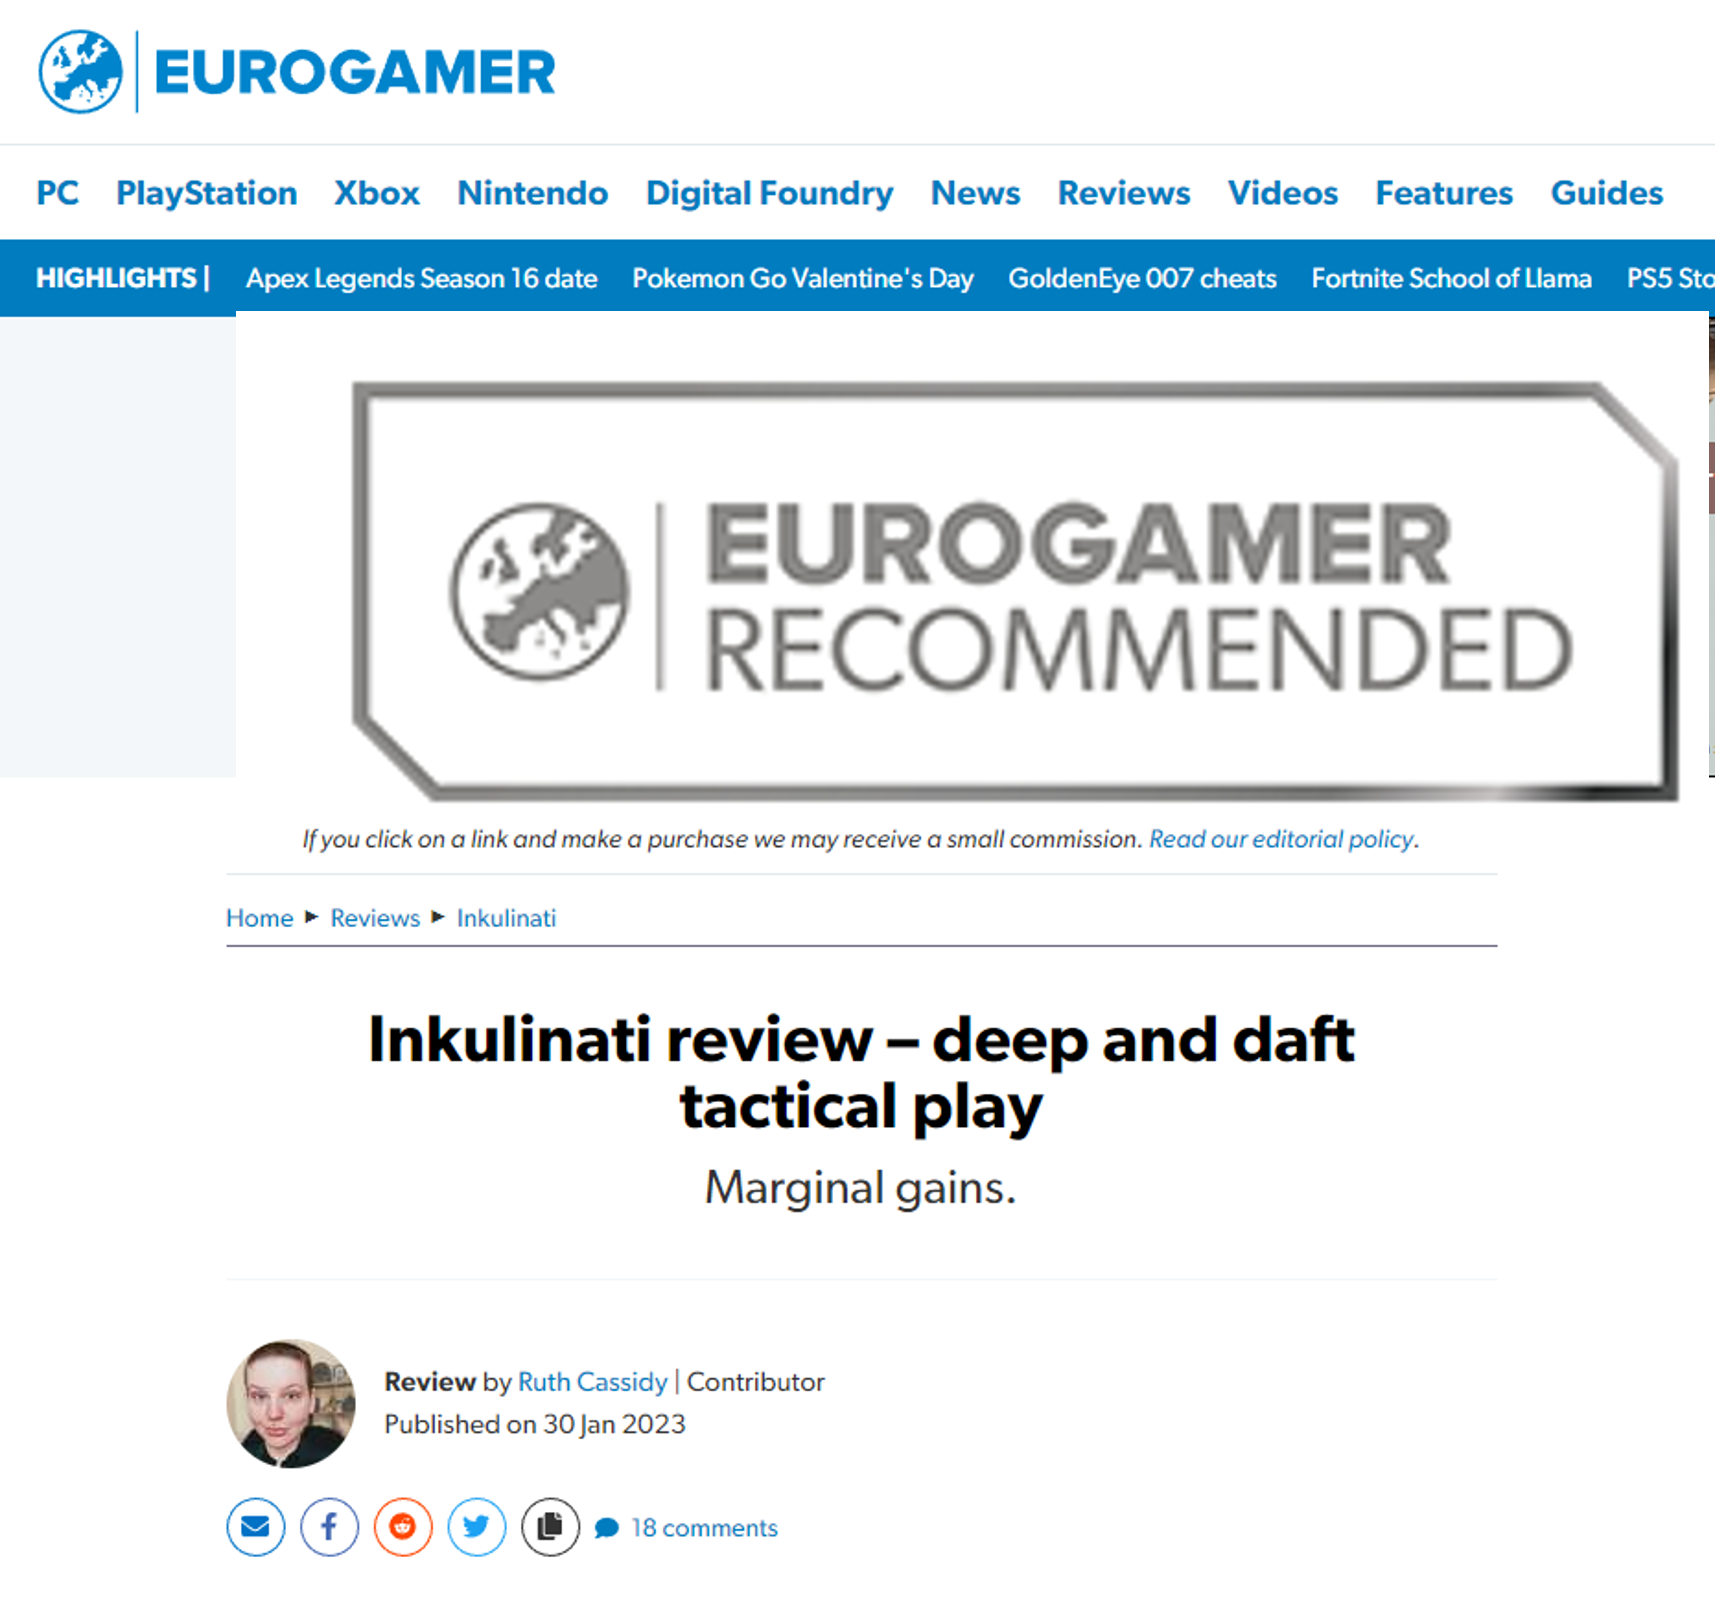 EUROGAMER
PC PlayStation Xbox Nintendo Digital Foundry News Reviews Videos Features Guides
HIGHLIGHTS | Apex Legends Season 16 date Pokemon Go Valentine's Day GoldenEye 007 cheats Fortnite School of Llama PS5 Sto
EUROGAMER
RECOMMENDED
If you click on a link and make a purchase we may receive a small commission. Read our editorial policy.
Home ▶ Reviews ▶ Inkulinati
Inkulinati review – deep and daft
tactical play
Marginal gains.
Review by Ruth Cassidy | Contributor
Published on 30 Jan 2023
18 comments